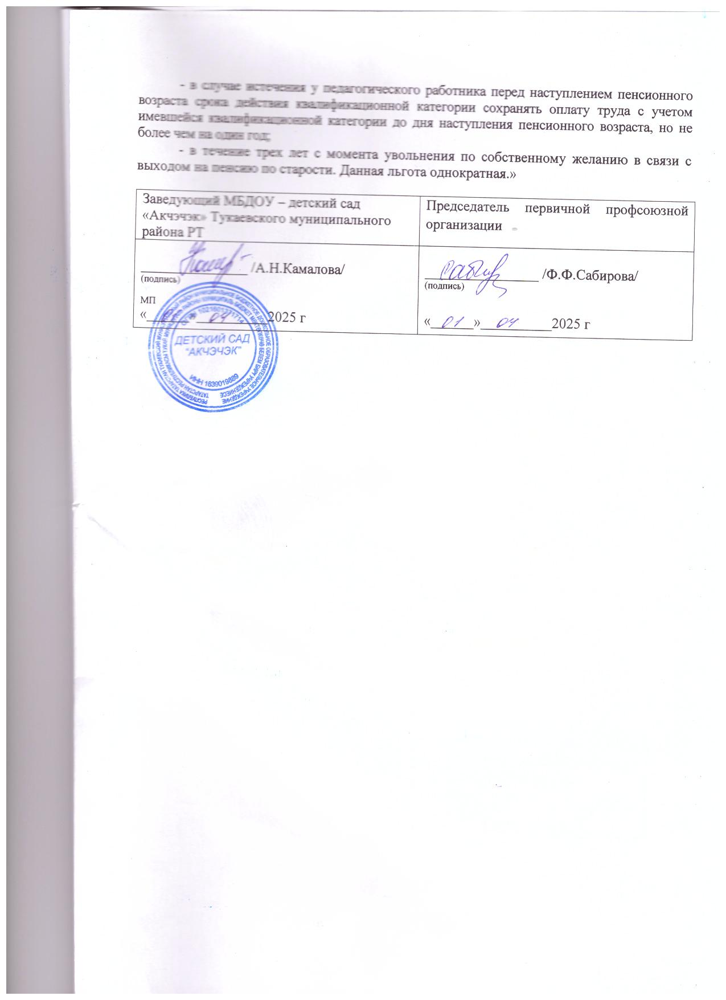 - в случае истечения у педагогического работника перед наступлением пенсионного
возраста срока действия квалификационной категории сохранять оплату труда с учетом
имевшейся квалификационной категории до дня наступления пенсионного возраста, но не
более чем на один год;
- в течение трех лет с момента увольнения по собственному желанию в связи с
выходом на пенсию по старости. Данная льгота однократная.»
Заведующий МБДОУ – детский сад
«Акчэчэк» Тукаевского муниципального
района РТ
Председатель первичной профсоюзной
организации
/А.Н.Камалова/
(подпись)
МП
« » 04 2025 г
/Ф.Ф.Сабирова/
(подпись)
«01» 04 2025 г
ДЕТСКИЙ САД
"АКЧЭЧЭК"
ИНН 1639019889